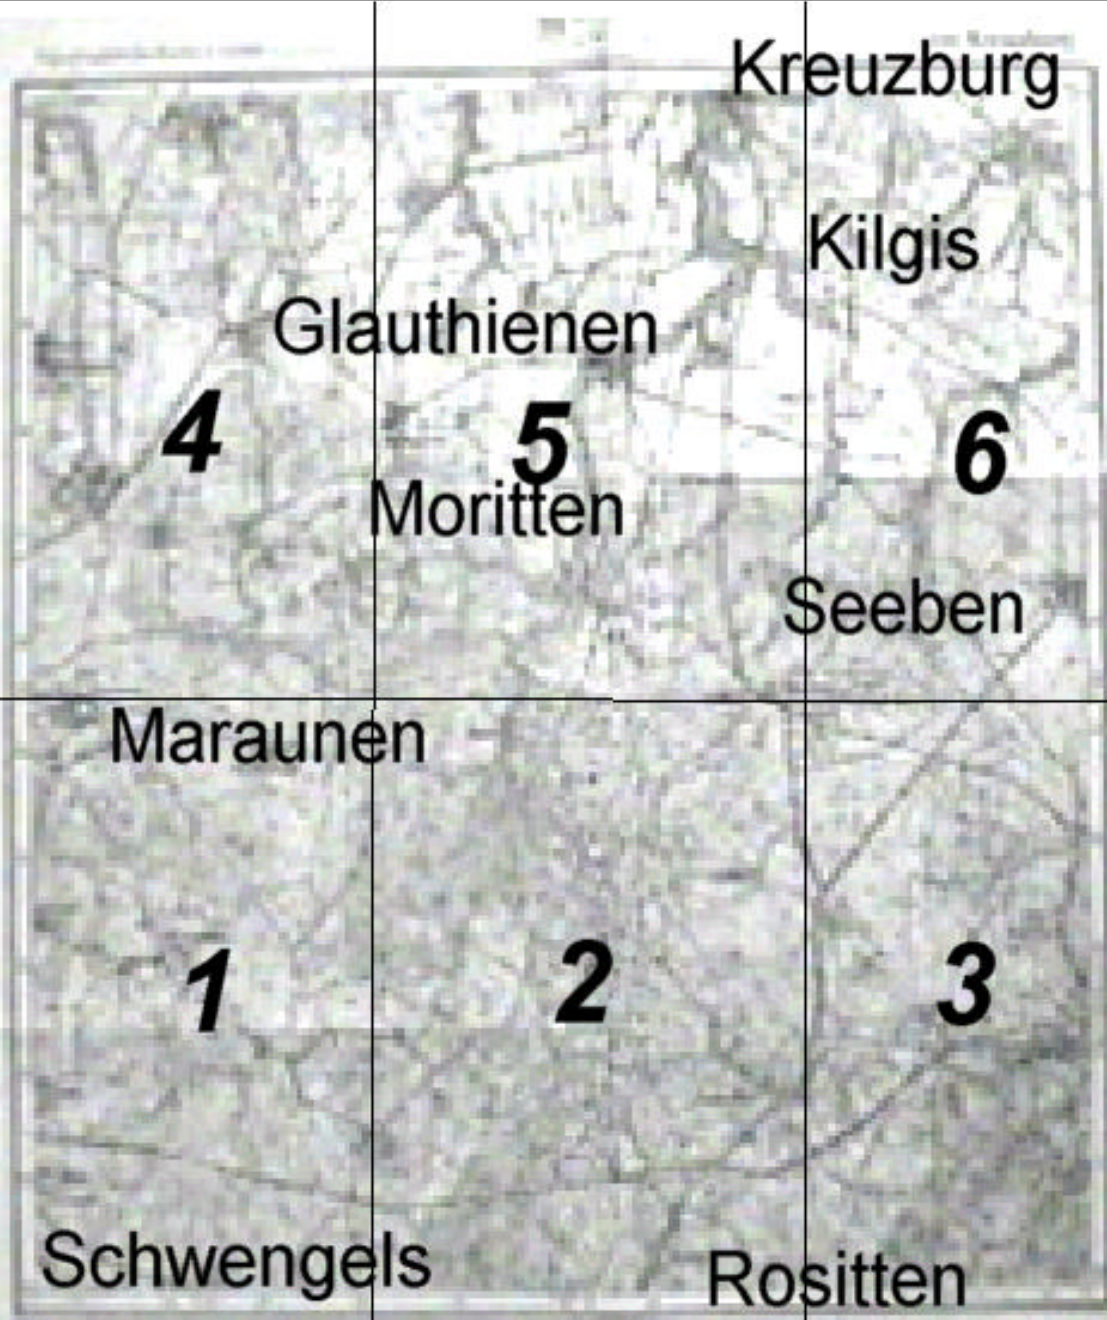 Kreuzburg
Kilgis
Glauthienen
4
5
6
Moritten
Seeben
Maraunen
1
2
3
Schwengels
Rositten